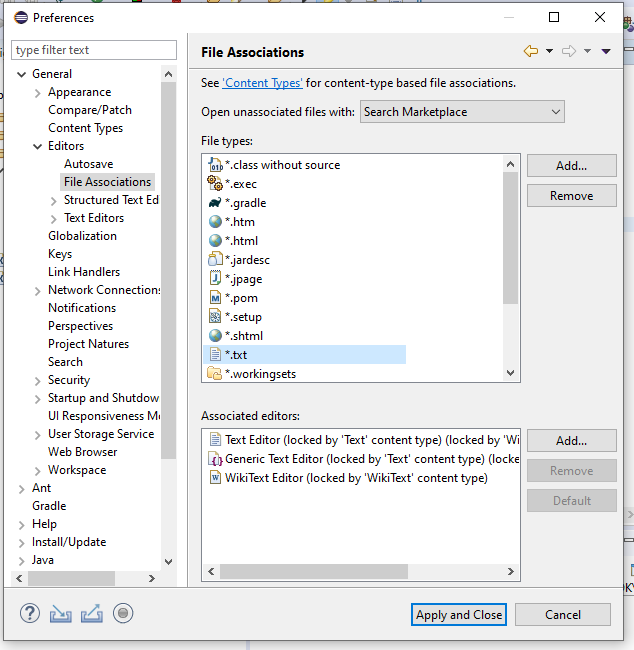 Preferences
type filter text
General
Appearance
Compare/Patch
Content Types
Editors
Autosave
File Associations
Structured Text Ed
Text Editors
Globalization
Keys
Link Handlers
Network Connections
Notifications
Perspectives
Project Natures
Search
Security
Startup and Shutdow
UI Responsiveness Mo
User Storage Service
Web Browser
Workspace
Ant
Gradle
Help
Install/Update
Java
File Associations
See 'Content Types' for content-type based file associations.
Open unassociated files with: Search Marketplace
File types:
*.class without source
*.exec
*.gradle
*.htm
*.html
*.jardesc
*.jpage
*.pom
*.setup
*.shtml
*.txt
*.workingsets
Add...
Remove
Associated editors:
Text Editor (locked by 'Text' content type) (locked by 'Wi
Generic Text Editor (locked by 'Text' content type) (locke
WikiText Editor (locked by 'WikiText' content type)
Add...
Remove
Default
Apply and Close
Cancel